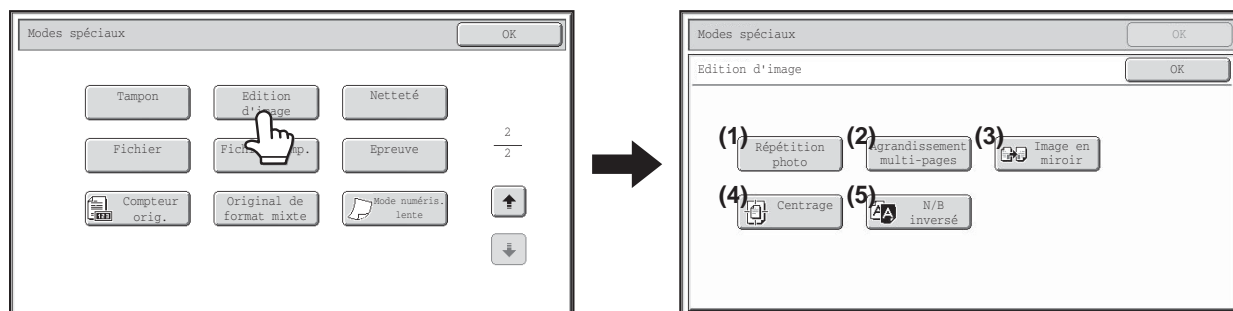 Modes spéciaux
OK
Tampon
Edition
d'image
Netteté
Fichier
Epreuve
2
2
Compteur
orig.
Original de
format mixte
Mode numéris.
lente
Modes spéciaux
OK
Edition d'image
OK
(1)
Répétition
photo
(2)
Agrandissement
multi-pages
(3)
Image en
miroir
(4)
Centrage
(5)
N/B
inversé